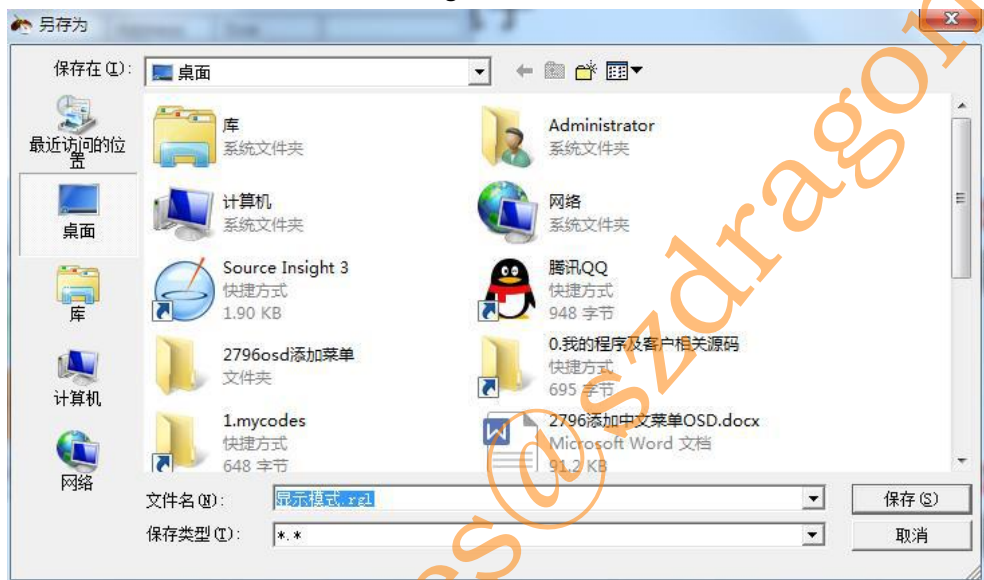 另存为
保存在(I):
桌面
最近访问的位置
桌面
库
计算机
网络
库
系统文件夹
Administrator
系统文件夹
计算机
系统文件夹
网络
系统文件夹
Source Insight 3
快捷方式
1.90 KB
腾讯QQ
快捷方式
948 字节
2796osd添加菜单
文件夹
0.我的程序及客户相关源码
快捷方式
695 字节
1.mycodes
快捷方式
648 字节
2796添加中文菜单OSD.docx
Microsoft Word 文档
91.2 KB
文件名(N):
显示模式.rgl
保存(S)
保存类型(T):
*.*
取消
es@szdragon